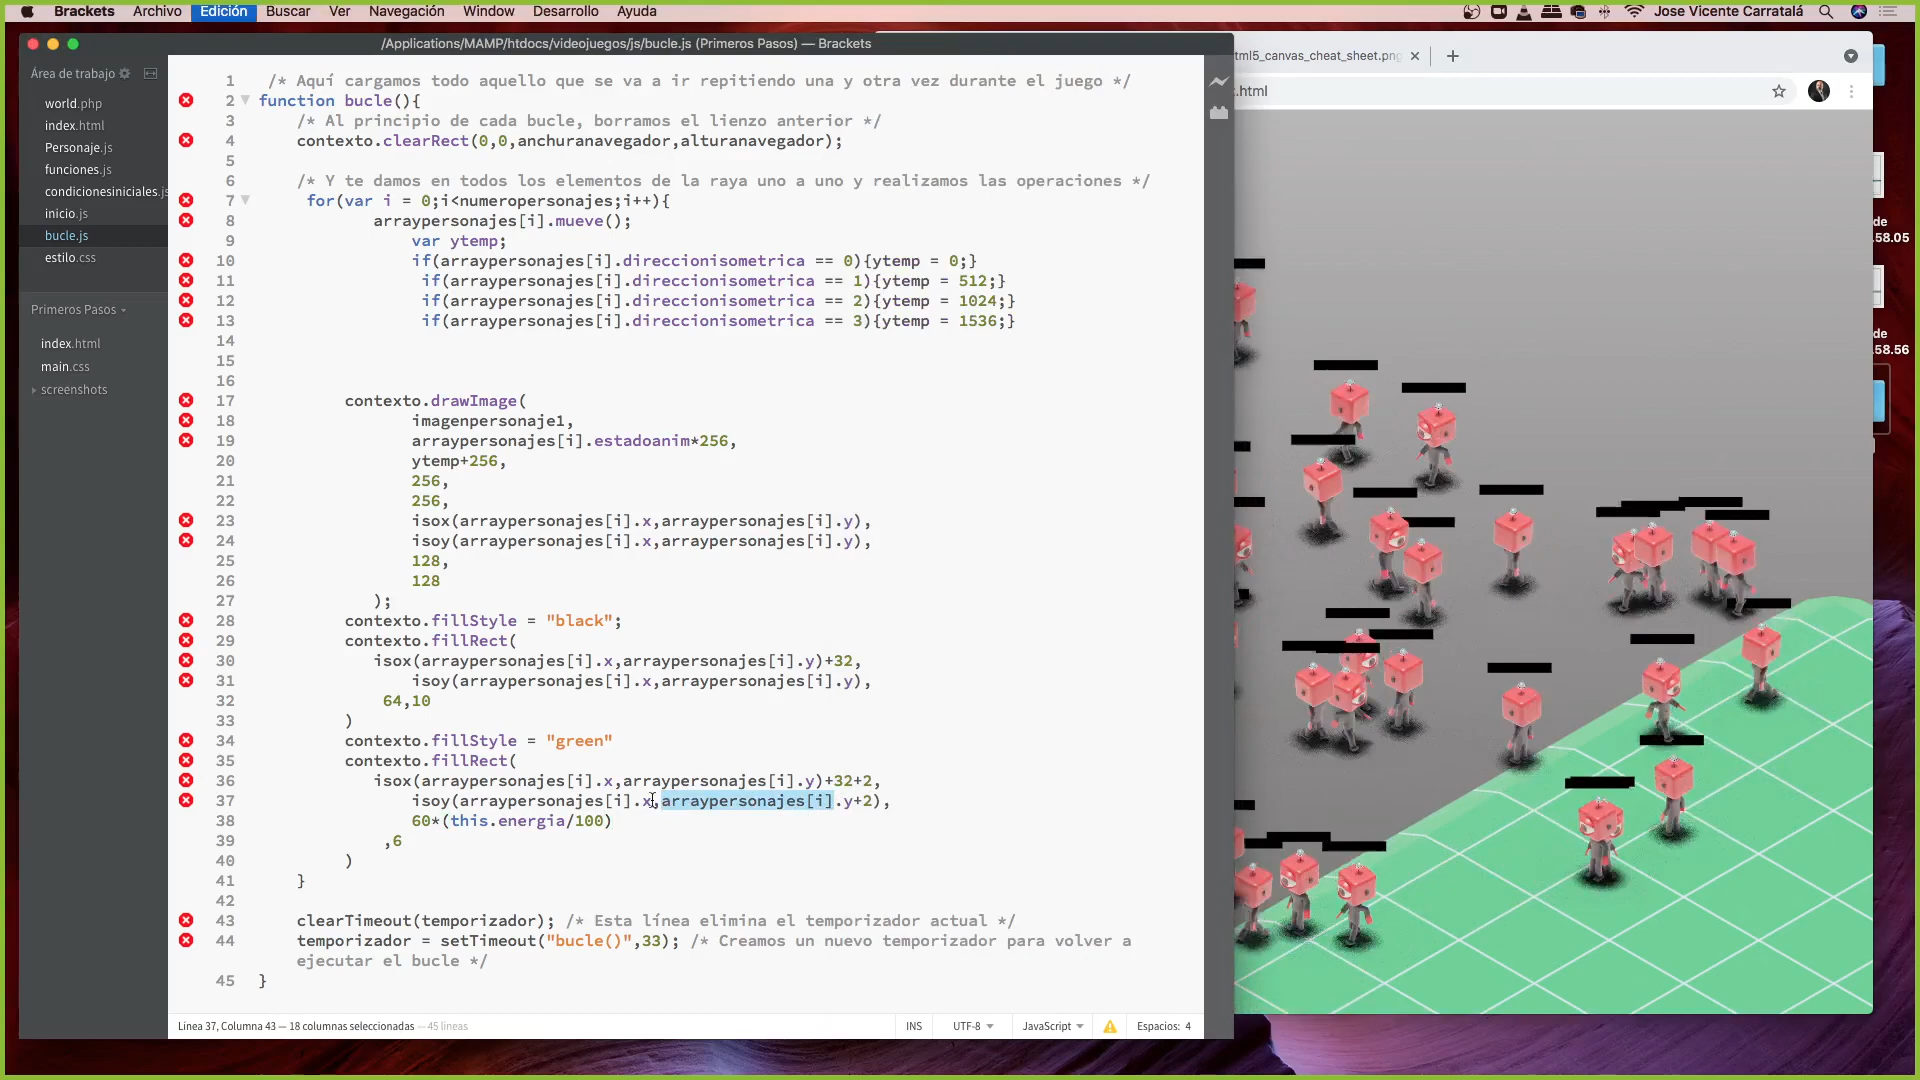 Brackets Archivo Edición Buscar Ver Navegación Window Desarrollo Ayuda Jose Vicente Carratalá
/Applications/MAMP/htdocs/videojuegos/js/bucle.js (Primeros Pasos) — Brackets
tml5_canvas_cheat_sheet.png
.html
Área de trabajo
world.php
index.html
Personaje.js
funciones.js
condicionesiniciales.js
inicio.js
bucle.js
estilo.css
Primeros Pasos
index.html
main.css
screenshots
1 /* Aquí cargamos todo aquello que se va a ir repitiendo una y otra vez durante el juego */
2 function bucle(){
3 /* Al principio de cada bucle, borramos el lienzo anterior */
4 contexto.clearRect(0,0,anchuranavegador,alturanavegador);
5
6 /* Y te damos en todos los elementos de la raya uno a uno y realizamos las operaciones */
7 for(var i = 0;i<numeropersonajes;i++){
8 arraypersonajes[i].mueve();
9 var ytemp;
10 if(arraypersonajes[i].direccionisometrica == 0){ytemp = 0;}
11 if(arraypersonajes[i].direccionisometrica == 1){ytemp = 512;}
12 if(arraypersonajes[i].direccionisometrica == 2){ytemp = 1024;}
13 if(arraypersonajes[i].direccionisometrica == 3){ytemp = 1536;}
14
15
16
17 contexto.drawImage(
18 imagenpersonaje1,
19 arraypersonajes[i].estadoanim*256,
20 ytemp+256,
21 256,
22 256,
23 isox(arraypersonajes[i].x,arraypersonajes[i].y),
24 isoy(arraypersonajes[i].x,arraypersonajes[i].y),
25 128,
26 128
27 );
28 contexto.fillStyle = "black";
29 contexto.fillRect(
30 isox(arraypersonajes[i].x,arraypersonajes[i].y)+32,
31 isoy(arraypersonajes[i].x,arraypersonajes[i].y),
32 64,10
33 )
34 contexto.fillStyle = "green"
35 contexto.fillRect(
36 isox(arraypersonajes[i].x,arraypersonajes[i].y)+32+2,
37 isoy(arraypersonajes[i].x,arraypersonajes[i].y+2),
38 60*(this.energia/100)
39 ,6
40 )
41 }
42
43 clearTimeout(temporizador); /* Esta línea elimina el temporizador actual */
44 temporizador = setTimeout("bucle()",33); /* Creamos un nuevo temporizador para volver a
ejecutar el bucle */
45 }
Línea 37, Columna 43 — 18 columnas seleccionadas — 45 líneas
INS UTF-8 JavaScript Espacios: 4
de
58.05
de
58.56